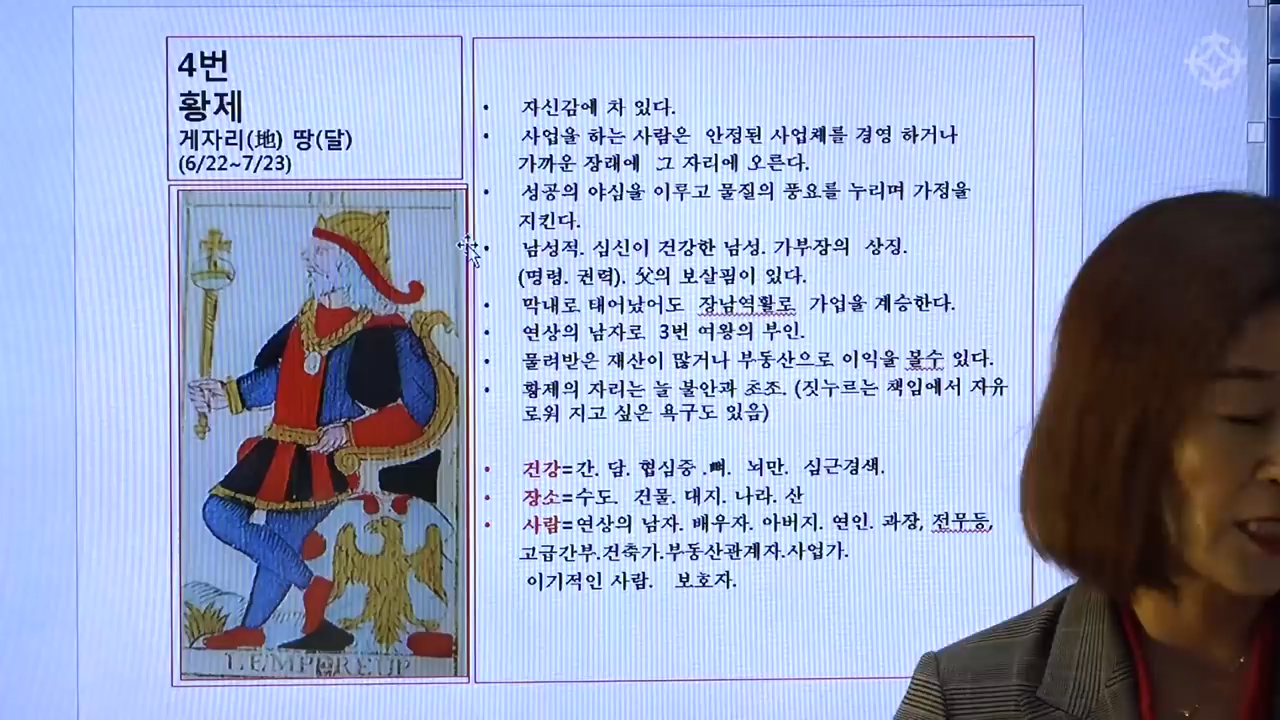 4번
황제
게자리(地) 땅(달)
(6/22~7/23)
• 자신감에 차 있다.
• 사업을 하는 사람은 안정된 사업체를 경영 하거나
가까운 장래에 그 자리에 오른다.
• 성공의 야심을 이루고 물질의 풍요를 누리며 가정을
지킨다.
• 남성적. 심신이 건강한 남성. 가부장의 상징.
(명령. 권력). 父의 보살핌이 있다.
• 막내로 태어났어도 장남역활로 가업을 계승한다.
• 연상의 남자로 3번 여왕의 부인.
• 물려받은 재산이 많거나 부동산으로 이익을 볼수 있다.
• 황제의 자리는 늘 불안과 초조. (짓누르는 책임에서 자유
로워 지고 싶은 욕구도 있음)
• 건강=간. 담. 협심증 .뼈. 뇌만. 심근경색.
• 장소=수도. 건물. 대지. 나라. 산
• 사람=연상의 남자. 배우자. 아버지. 연인. 과장, 전무등,
고급간부.건축가.부동산관계자.사업가.
이기적인 사람. 보호자.
L'EMPEREUR